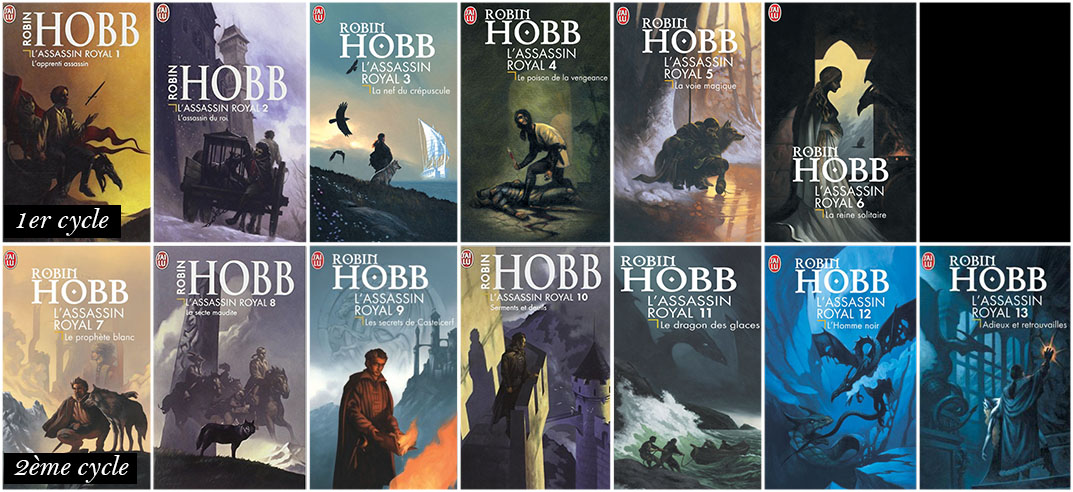 J'AI LU
ROBIN
HOBB
L'ASSASSIN ROYAL 1
L'apprenti assassin
J'AI LU
ROBIN
HOBB
L'ASSASSIN ROYAL 2
L'assassin du roi
J'AI LU
ROBIN
HOBB
L'ASSASSIN
ROYAL 3
La nef du crépuscule
J'AI LU
ROBIN
HOBB
L'ASSASSIN
ROYAL 4
Le poison de la vengeance
J'AI LU
ROBIN
HOBB
L'ASSASSIN
ROYAL 5
La voie magique
J'AI LU
ROBIN
HOBB
L'ASSASSIN
ROYAL 6
La reine solitaire
1er cycle
J'AI LU
ROBIN
HOBB
L'ASSASSIN
ROYAL 7
Le prophète blanc
J'AI LU
ROBIN
HOBB
L'ASSASSIN ROYAL 8
La secte maudite
J'AI LU
ROBIN
HOBB
L'ASSASSIN
ROYAL 9
Les secrets de Castelcerf
J'AI LU
ROBIN
HOBB
L'ASSASSIN ROYAL 10
Serments et deuils
J'AI LU
ROBIN
HOBB
L'ASSASSIN
ROYAL 11
Le dragon des glaces
J'AI LU
ROBIN
HOBB
L'ASSASSIN
ROYAL 12
L'Homme noir
J'AI LU
ROBIN
HOBB
L'ASSASSIN
ROYAL 13
Adieux et retrouvailles
2ème cycle